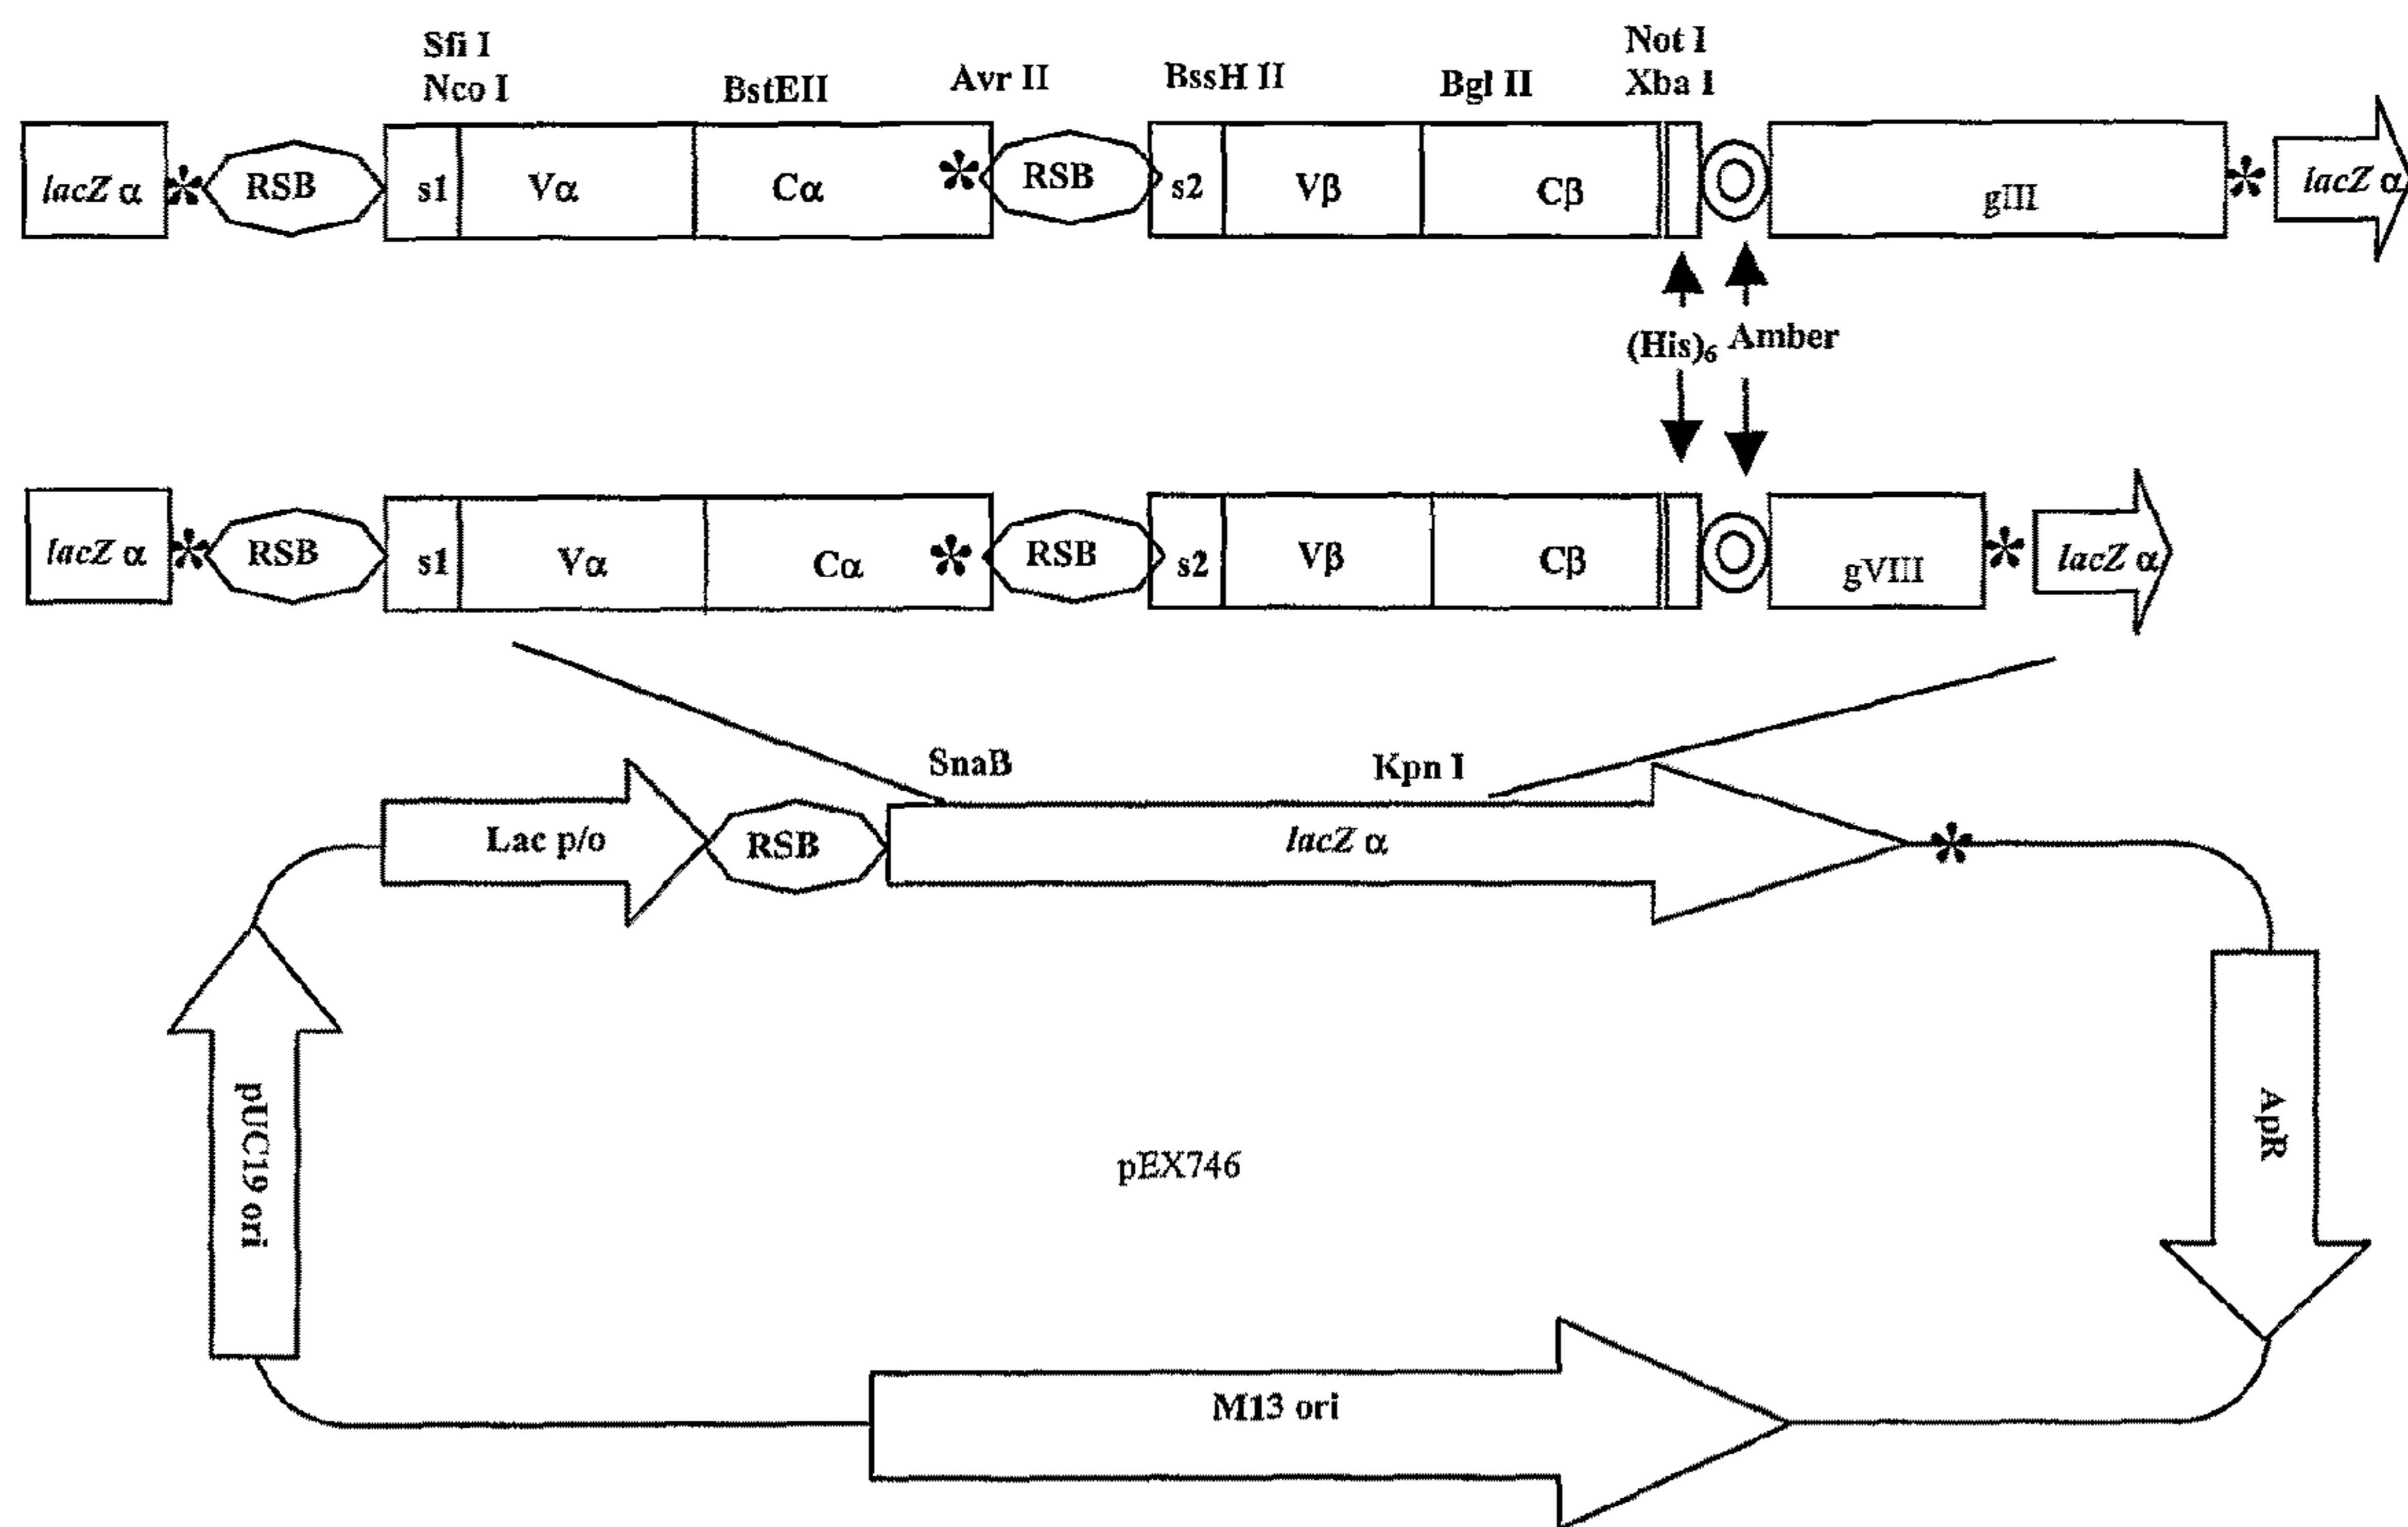 Sfi I
Nco I
BstEII
Avr II
BssH II
Bgl II
Not I
Xba I
lacZ α
*
RSB
s1
Vα
Cα
*
RSB
s2
Vβ
Cβ
gIII
*
lacZ α
(His)6 Amber
lacZ α
*
RSB
s1
Vα
Cα
*
RSB
s2
Vβ
Cβ
gVIII
*
lacZ α
SnaB
Kpn I
Lac p/o
RSB
lacZ α
*
pUC19 ori
ApR
pEX746
M13 ori